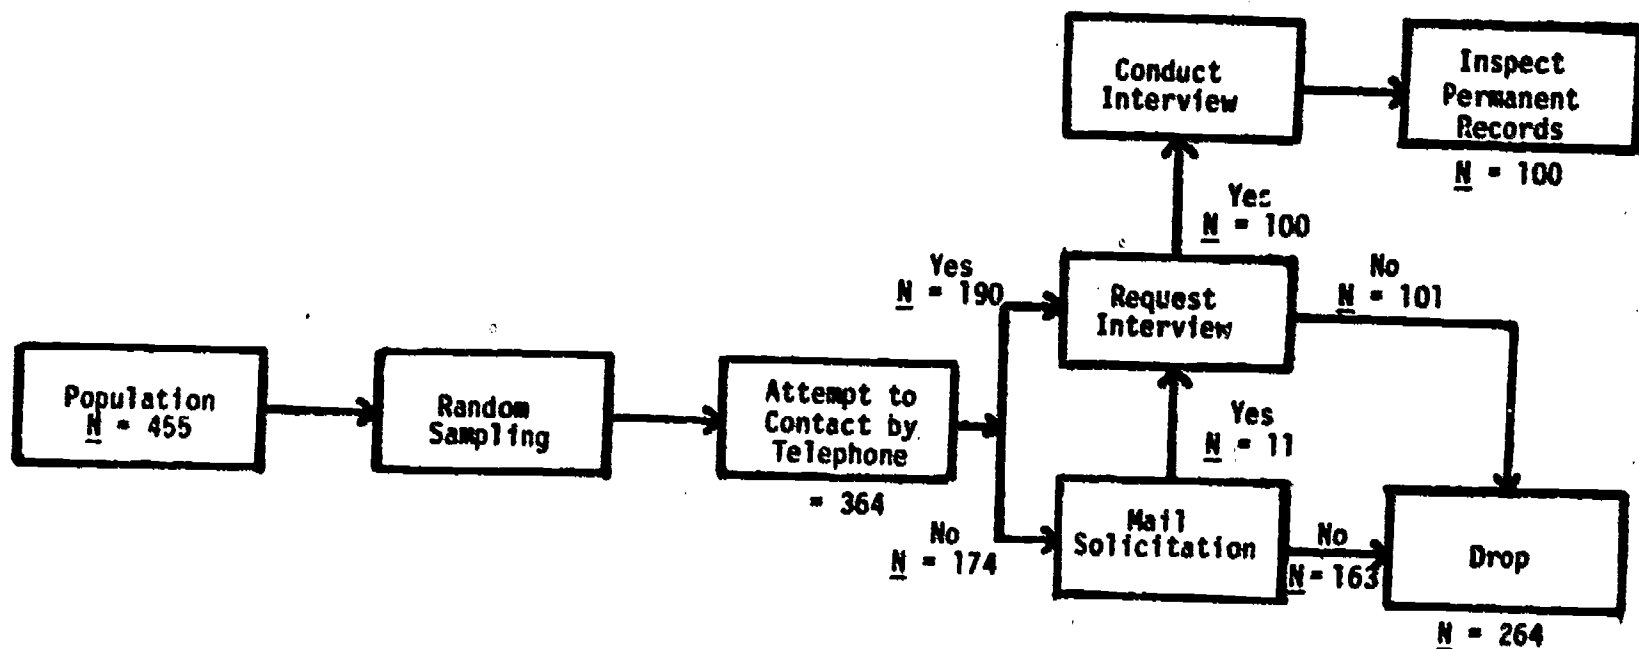 Population
N = 455
Random
Sampling
Attempt to
Contact by
Telephone
= 364
Yes
N = 190
No
N = 174
Request
Interview
Yes
N = 100
Conduct
Interview
Inspect
Permanent
Records
N = 100
No
N = 101
Yes
N = 11
Mail
Solicitation
No
N = 163
Drop
N = 264